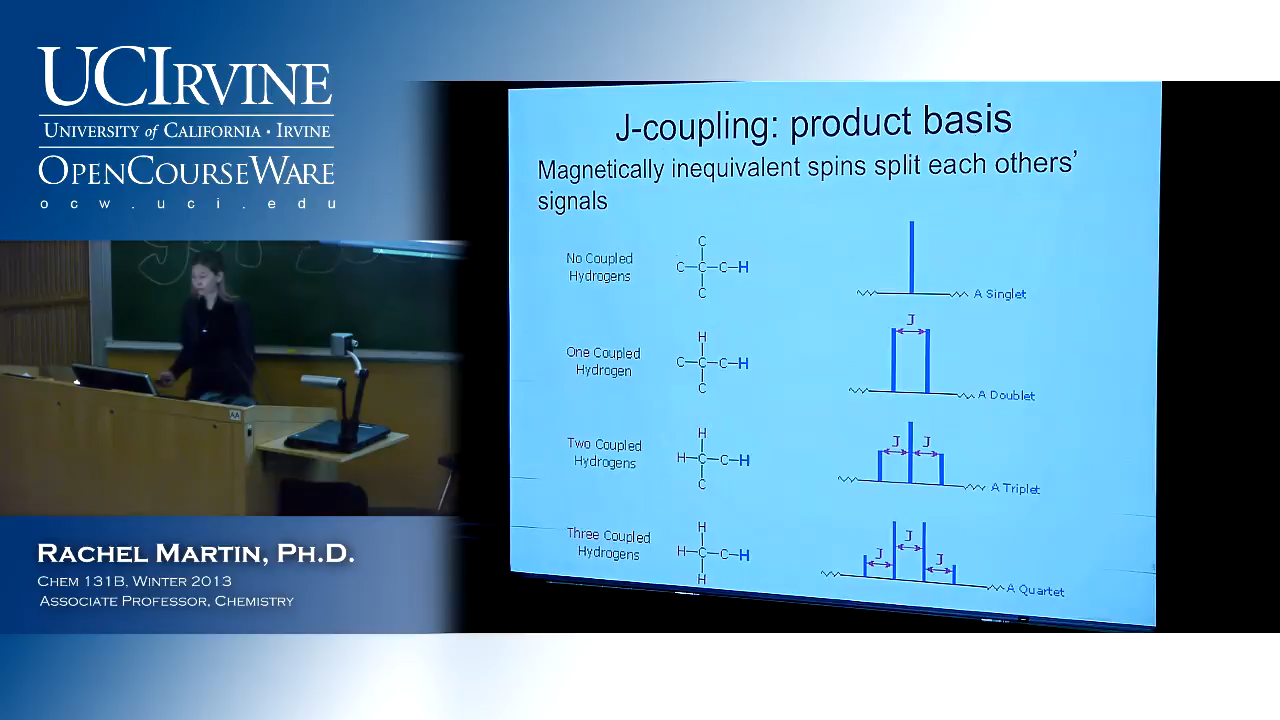 UCIRVINE
UNIVERSITY of CALIFORNIA · IRVINE
OPENCOURSEWARE
ocw.uci.edu
AA
RACHEL MARTIN, PH.D.
CHEM 131B, WINTER 2013
ASSOCIATE PROFESSOR, CHEMISTRY
J-coupling: product basis
Magnetically inequivalent spins split each others’
signals
No Coupled
Hydrogens
C
C—C—C—H
C
A Singlet
One Coupled
Hydrogen
H
C—C—C—H
C
J
A Doublet
Two Coupled
Hydrogens
H
H—C—C—H
C
J J
A Triplet
Three Coupled
Hydrogens
H
H—C—C—H
H
J J J
A Quartet